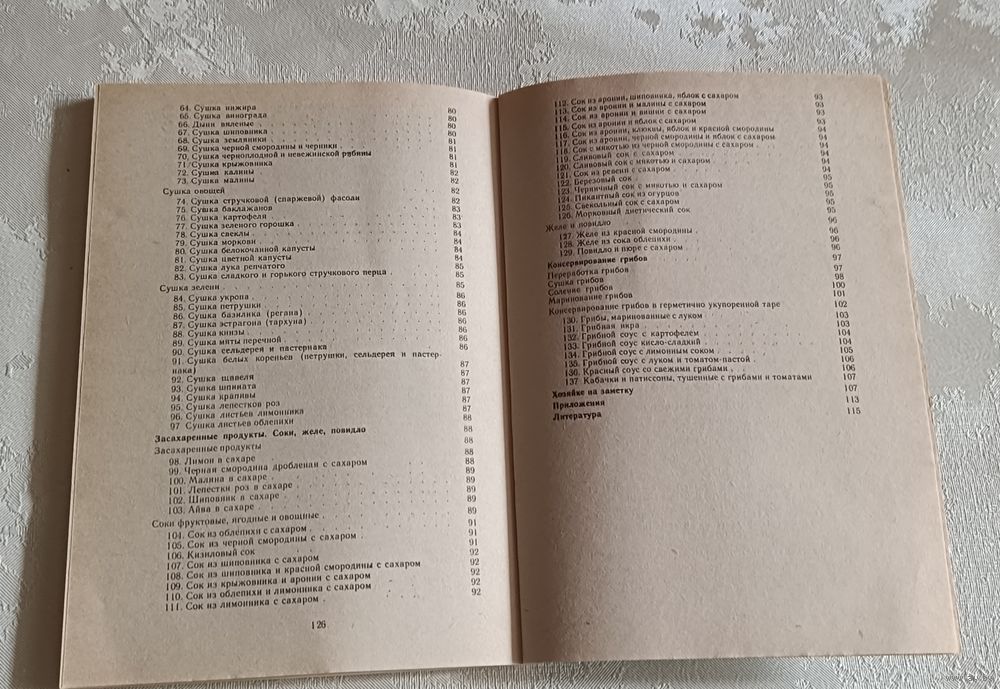 64. Сушка инжира
65. Сушка винограда 80
66. Дыни вяленые 80
67. Сушка шиповника 80
68. Сушка земляники 80
69. Сушка черной смородины и черники 81
70. Сушка черноплодной и невежинской рябины 81
71. Сушка крыжовника 81
72. Сушка калины 82
73. Сушка малины 82
Сушка овощей 82
74. Сушка стручковой (спаржевой) фасоли 82
75. Сушка баклажанов 83
76. Сушка картофеля 83
77. Сушка зеленого горошка 83
78. Сушка свеклы 84
79. Сушка моркови 84
80. Сушка белокочанной капусты 84
81. Сушка цветной капусты 84
82. Сушка лука репчатого 85
83. Сушка сладкого и горького стручкового перца 85
Сушка зелени 85
84. Сушка укропа 86
85. Сушка петрушки 86
86. Сушка базилика (регана) 86
87. Сушка эстрагона (тархуна) 86
88. Сушка кинзы 86
89. Сушка мяты перечной 86
90. Сушка сельдерея и пастернака 86
91. Сушка белых кореньев (петрушки, сельдерея и пастер-
нака) 87
92. Сушка щавеля 87
93. Сушка шпината 87
94. Сушка крапивы 87
95. Сушка лепестков роз 87
96. Сушка листьев лимонника 87
97 Сушка листьев облепихи 88
Засахаренные продукты. Соки, желе, повидло 88
Засахаренные продукты 88
98. Лимон в сахаре 88
99. Черная смородина дробленая с сахаром 88
100. Малина в сахаре 89
101. Лепестки роз в сахаре 89
102. Шиповник в сахаре 89
103. Айва в сахаре 89
Соки фруктовые, ягодные и овощные 89
104. Сок из облепихи с сахаром 91
105. Сок из черной смородины с сахаром 91
106. Кизиловый сок 91
107. Сок из шиповника с сахаром 92
108. Сок из шиповника и красной смородины с сахаром 92
109. Сок из крыжовника и аронии с сахаром 92
110. Сок из облепихи и лимонника с сахаром 92
111. Сок из лимонника с сахаром 92
126
112. Сок из аронии, шиповника, яблок с сахаром 93
113. Сок из аронии и малины с сахаром 93
114. Сок из аронии и вишни с сахаром 93
115. Сок из аронии и яблок с сахаром 93
116. Сок из аронии, клюквы, яблок и красной смородины 94
117. Сок из аронии, черной смородины и яблок с сахаром 94
118. Сок с мякотью из черной смородины с сахаром 94
119. Сливовый сок с сахаром 94
120. Сливовый сок с мякотью и сахаром 94
121. Сок из ревеня с сахаром 94
122. Березовый сок 95
123. Черничный сок с мякотью и сахаром 95
124. Пикантный сок из огурцов 95
125. Свекольный сок с сахаром 95
126. Морковный диетический сок 95
Желе и повидло 96
127. Желе из красной смородины 96
128. Желе из сока облепихи 96
129. Повидло и пюре с сахаром 96
Консервирование грибов 97
Переработка грибов 97
Сушка грибов 98
Соление грибов 100
Маринование грибов 101
Консервирование грибов в герметично укупоренной таре 102
130. Грибы, маринованные с луком 103
131. Грибная икра 103
132. Грибной соус с картофелем 104
133. Грибной соус кисло-сладкий 104
134. Грибной соус с лимонным соком 105
135. Грибной соус с луком и томатом-пастой 106
136. Красный соус со свежими грибами 106
137 Кабачки и патиссоны, тушенные с грибами и томатами 107
Хозяйке на заметку 107
Приложения 113
Литература 115